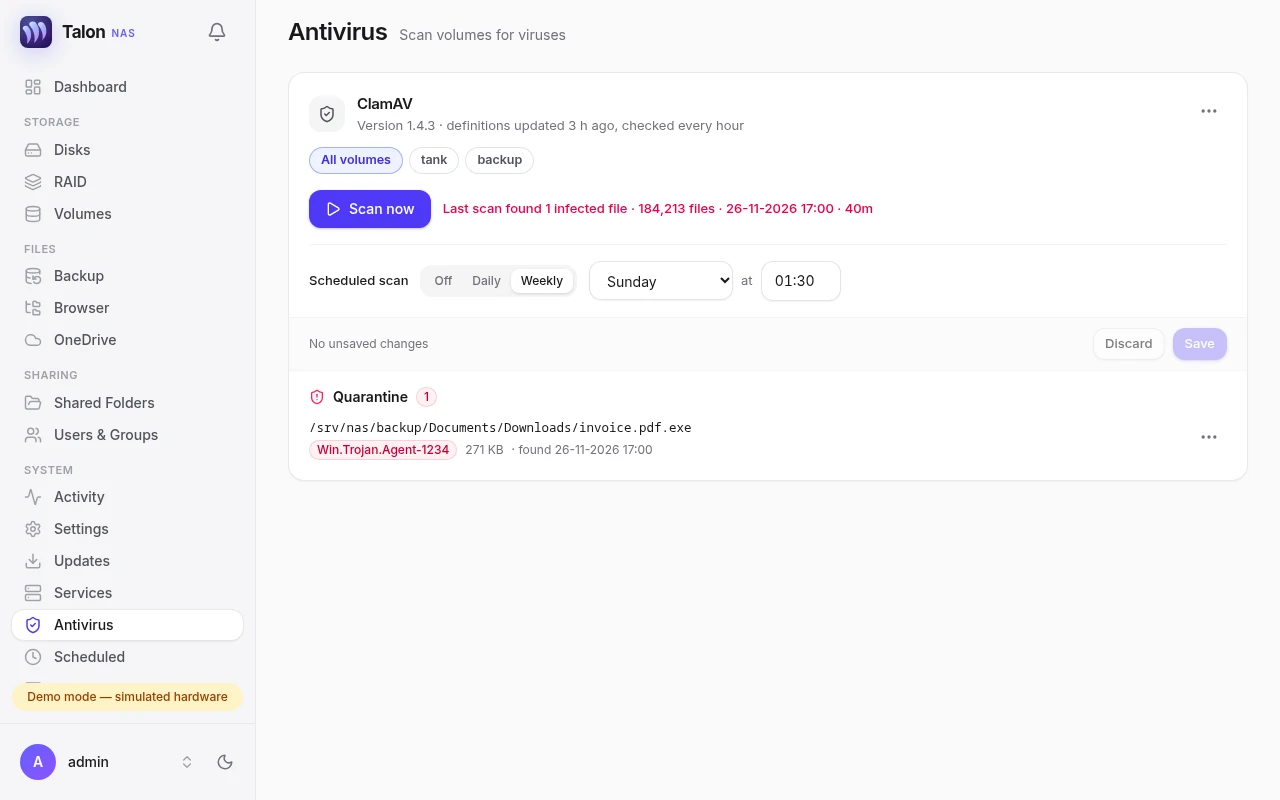 Talon NAS
Dashboard
STORAGE
Disks
RAID
Volumes
FILES
Backup
Browser
OneDrive
SHARING
Shared Folders
Users & Groups
SYSTEM
Activity
Settings
Updates
Services
Antivirus
Scheduled
Demo mode — simulated hardware
A admin
Antivirus Scan volumes for viruses
ClamAV
Version 1.4.3 · definitions updated 3 h ago, checked every hour
All volumes tank backup
Scan now Last scan found 1 infected file · 184,213 files · 26-11-2026 17:00 · 40m
Scheduled scan Off Daily Weekly Sunday at 01:30
No unsaved changes Discard Save
Quarantine 1
/srv/nas/backup/Documents/Downloads/invoice.pdf.exe
Win.Trojan.Agent-1234 271 KB · found 26-11-2026 17:00